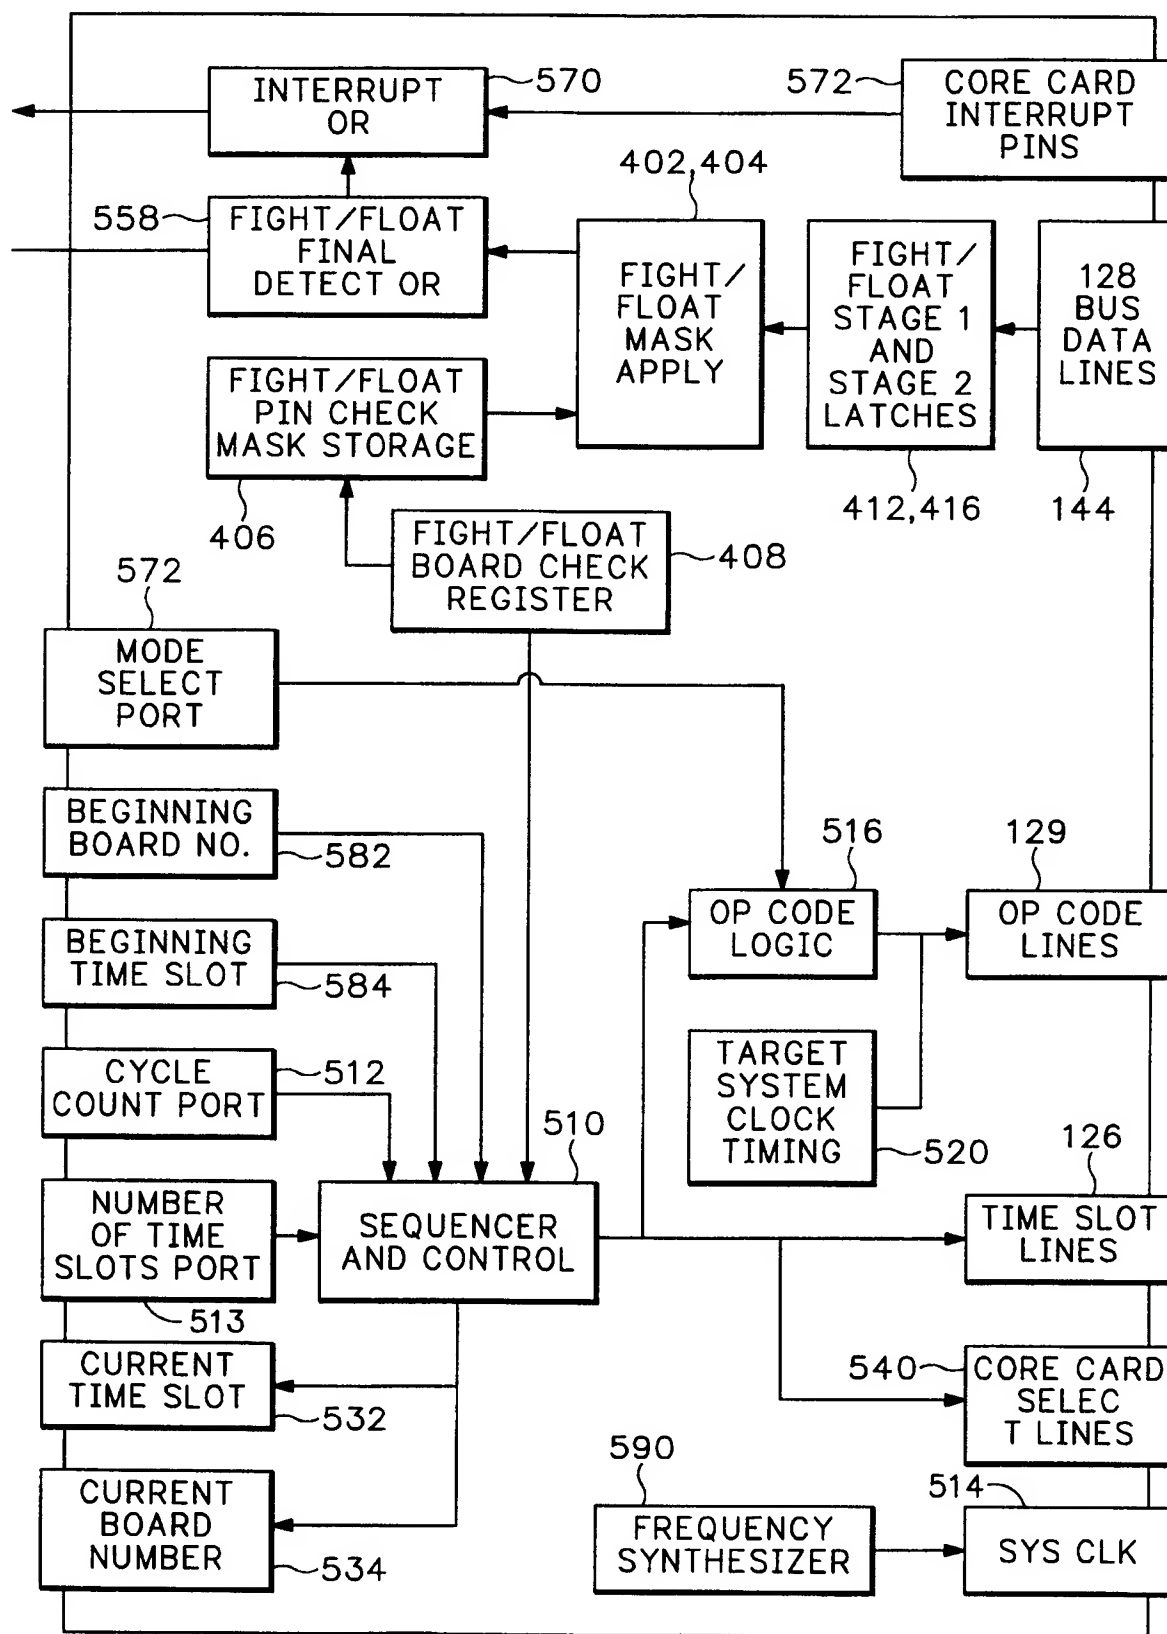 INTERRUPT
OR
570
572
CORE CARD
INTERRUPT
PINS
402,404
558
FIGHT/FLOAT
FINAL
DETECT OR
FIGHT/
FLOAT
MASK
APPLY
FIGHT/
FLOAT
STAGE 1
AND
STAGE 2
LATCHES
128
BUS
DATA
LINES
FIGHT/FLOAT
PIN CHECK
MASK STORAGE
406
412,416
144
FIGHT/FLOAT
BOARD CHECK
REGISTER
408
572
MODE
SELECT
PORT
BEGINNING
BOARD NO.
582
516
129
OP CODE
LOGIC
OP CODE
LINES
BEGINNING
TIME SLOT
584
CYCLE
COUNT PORT
512
TARGET
SYSTEM
CLOCK
TIMING
520
510
126
NUMBER
OF TIME
SLOTS PORT
513
SEQUENCER
AND CONTROL
TIME SLOT
LINES
CURRENT
TIME SLOT
532
540
CORE CARD
SELEC
T LINES
590
514
CURRENT
BOARD
NUMBER
534
FREQUENCY
SYNTHESIZER
SYS CLK